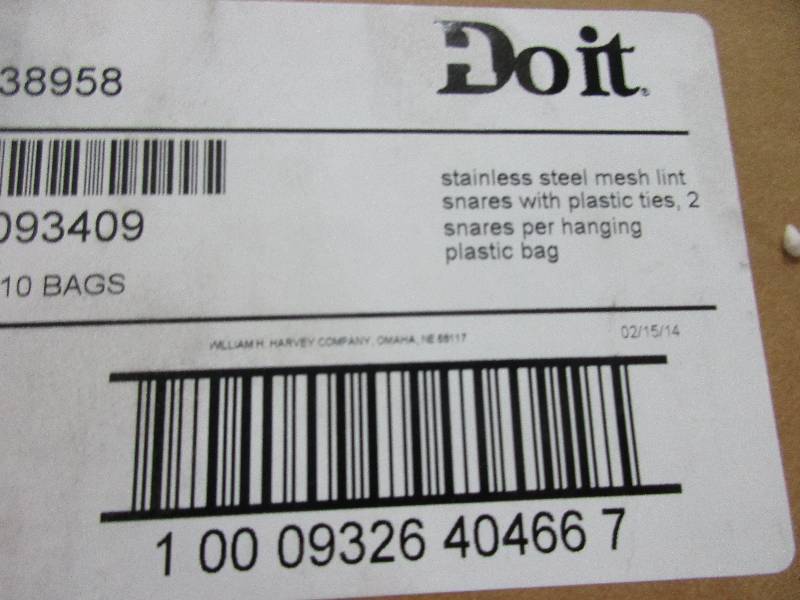 38958
Do it®
093409
10 BAGS
stainless steel mesh lint
snares with plastic ties, 2
snares per hanging
plastic bag
WILLIAM H. HARVEY COMPANY, OMAHA, NE 68117
02/15/14
1 00 09326 40466 7